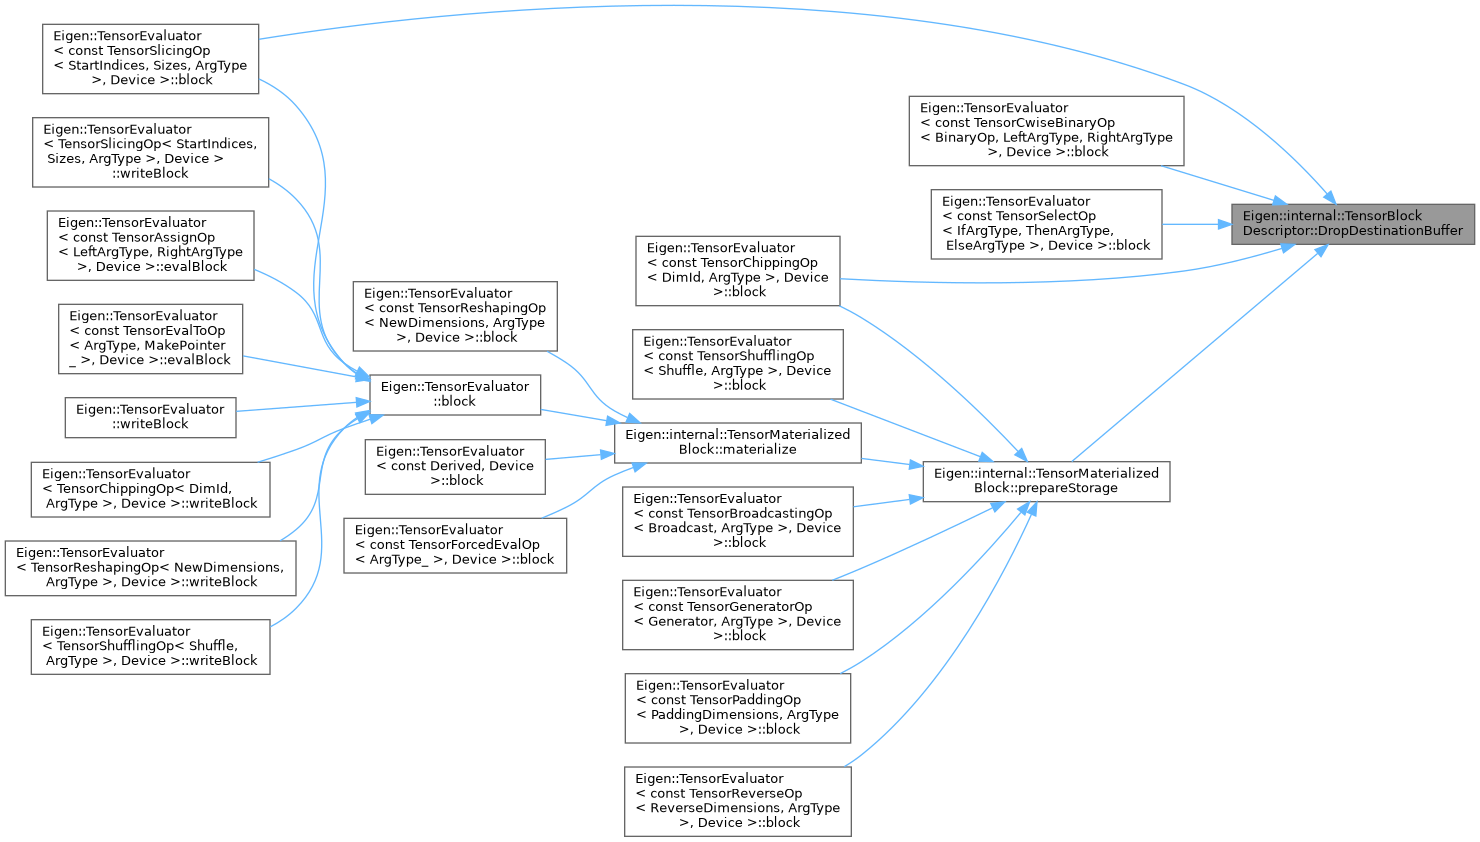 Eigen::TensorEvaluator
< const TensorSlicingOp
< StartIndices, Sizes, ArgType
>, Device >::block
Eigen::TensorEvaluator
< TensorSlicingOp< StartIndices,
Sizes, ArgType >, Device >
::writeBlock
Eigen::TensorEvaluator
< const TensorAssignOp
< LeftArgType, RightArgType
>, Device >::evalBlock
Eigen::TensorEvaluator
< const TensorEvalToOp
< ArgType, MakePointer
_ >, Device >::evalBlock
Eigen::TensorEvaluator
::writeBlock
Eigen::TensorEvaluator
< TensorChippingOp< DimId,
ArgType >, Device >::writeBlock
Eigen::TensorEvaluator
< TensorReshapingOp< NewDimensions,
ArgType >, Device >::writeBlock
Eigen::TensorEvaluator
< TensorShufflingOp< Shuffle,
ArgType >, Device >::writeBlock
Eigen::TensorEvaluator
< const TensorReshapingOp
< NewDimensions, ArgType
>, Device >::block
Eigen::TensorEvaluator
::block
Eigen::TensorEvaluator
< const Derived, Device
>::block
Eigen::TensorEvaluator
< const TensorForcedEvalOp
< ArgType_ >, Device >::block
Eigen::TensorEvaluator
< const TensorChippingOp
< DimId, ArgType >, Device
>::block
Eigen::TensorEvaluator
< const TensorShufflingOp
< Shuffle, ArgType >, Device
>::block
Eigen::internal::TensorMaterialized
Block::materialize
Eigen::TensorEvaluator
< const TensorBroadcastingOp
< Broadcast, ArgType >, Device
>::block
Eigen::TensorEvaluator
< const TensorGeneratorOp
< Generator, ArgType >, Device
>::block
Eigen::TensorEvaluator
< const TensorPaddingOp
< PaddingDimensions, ArgType
>, Device >::block
Eigen::TensorEvaluator
< const TensorReverseOp
< ReverseDimensions, ArgType
>, Device >::block
Eigen::TensorEvaluator
< const TensorCwiseBinaryOp
< BinaryOp, LeftArgType, RightArgType
>, Device >::block
Eigen::TensorEvaluator
< const TensorSelectOp
< IfArgType, ThenArgType,
ElseArgType >, Device >::block
Eigen::internal::TensorMaterialized
Block::prepareStorage
Eigen::internal::TensorBlock
Descriptor::DropDestinationBuffer